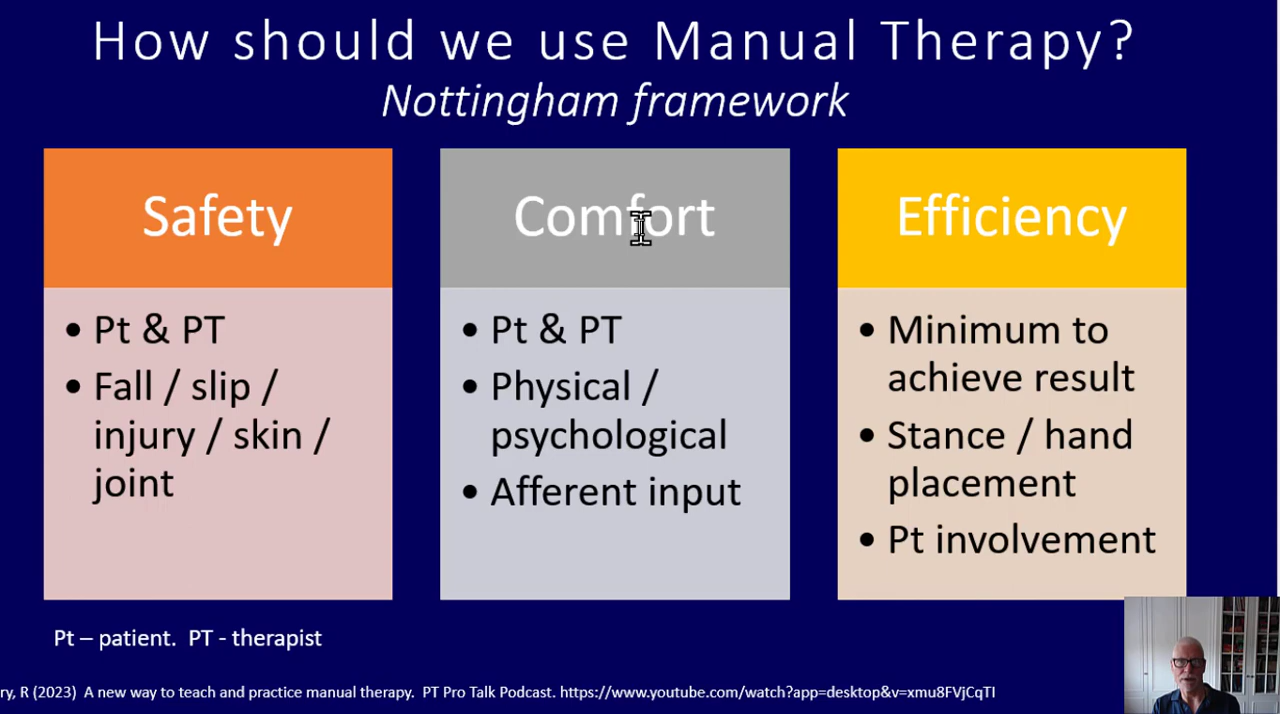 How should we use Manual Therapy?
Nottingham framework
Safety
• Pt & PT
• Fall / slip /
injury / skin /
joint
Comfort
• Pt & PT
• Physical /
psychological
• Afferent input
Efficiency
• Minimum to
achieve result
• Stance / hand
placement
• Pt involvement
Pt – patient.  PT - therapist
ry, R (2023)  A new way to teach and practice manual therapy.  PT Pro Talk Podcast. https://www.youtube.com/watch?app=desktop&v=xmu8FVjCqTI